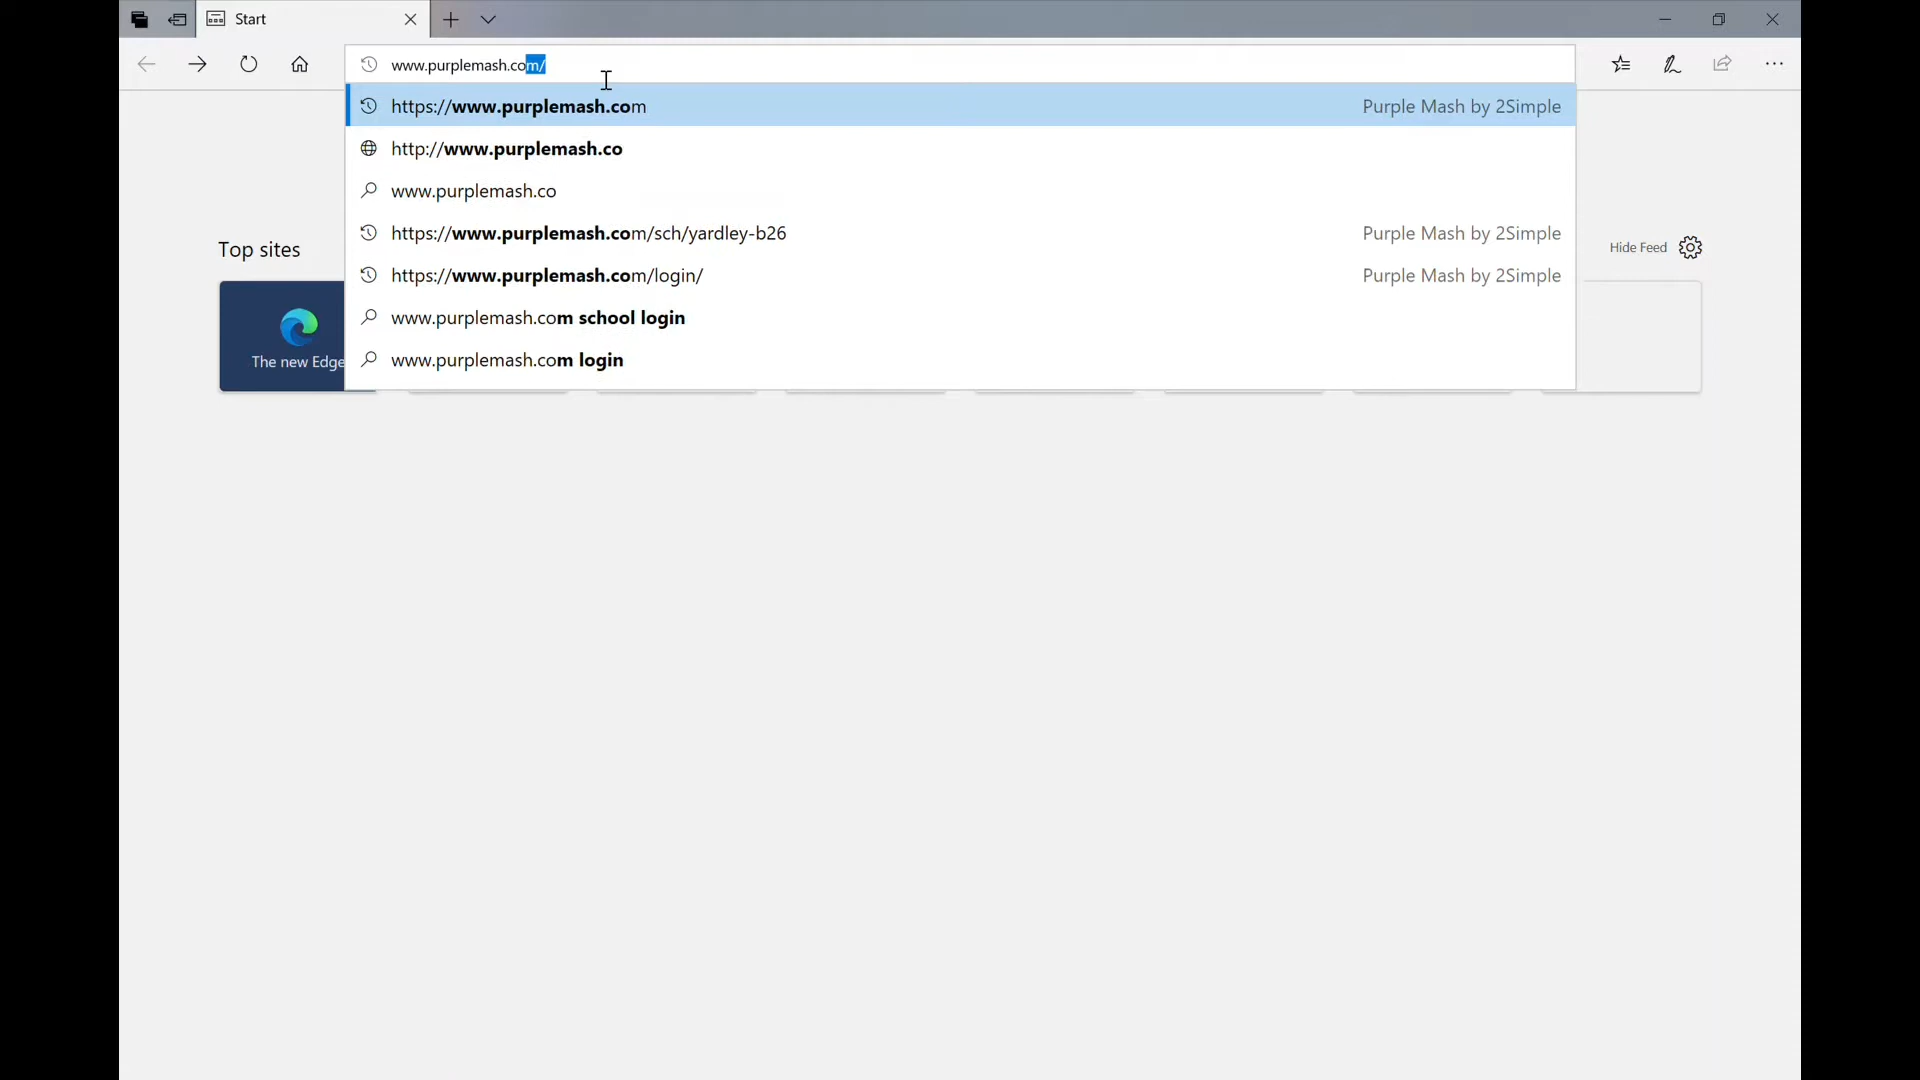 Start
www.purplemash.com/
https://www.purplemash.com Purple Mash by 2Simple
http://www.purplemash.co
www.purplemash.co
https://www.purplemash.com/sch/yardley-b26 Purple Mash by 2Simple
https://www.purplemash.com/login/ Purple Mash by 2Simple
www.purplemash.com school login
www.purplemash.com login
Top sites
Hide Feed
The new Edge